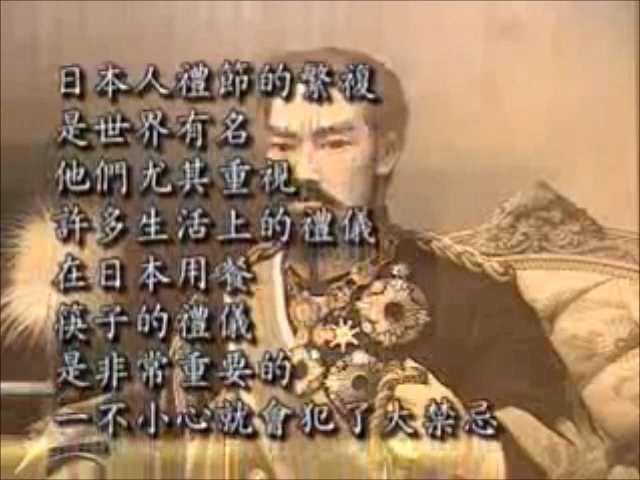 日本人禮節的繁複
是世界有名
他們尤其重視
許多生活上的禮儀
在日本用餐
筷子的禮儀
是非常重要的
一不小心就會犯了大禁忌